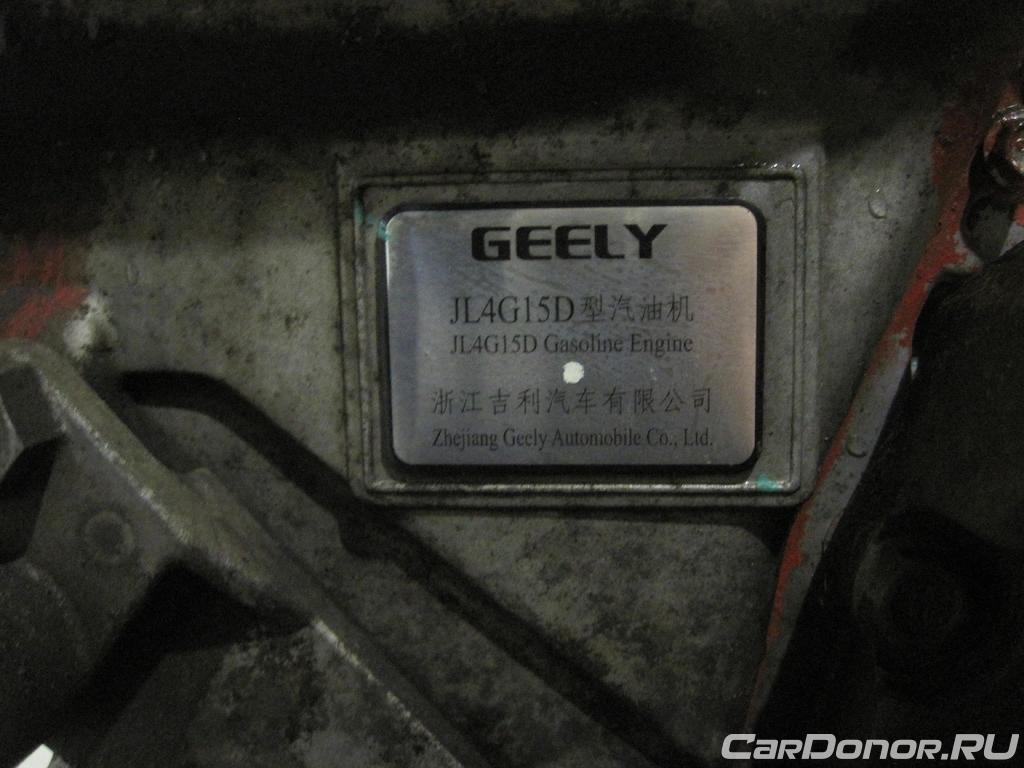 GEELY
JL4G15D型汽油机
JL4G15D Gasoline Engine
浙江吉利汽车有限公司
Zhejiang Geely Automobile Co., Ltd.
CarDonor.RU